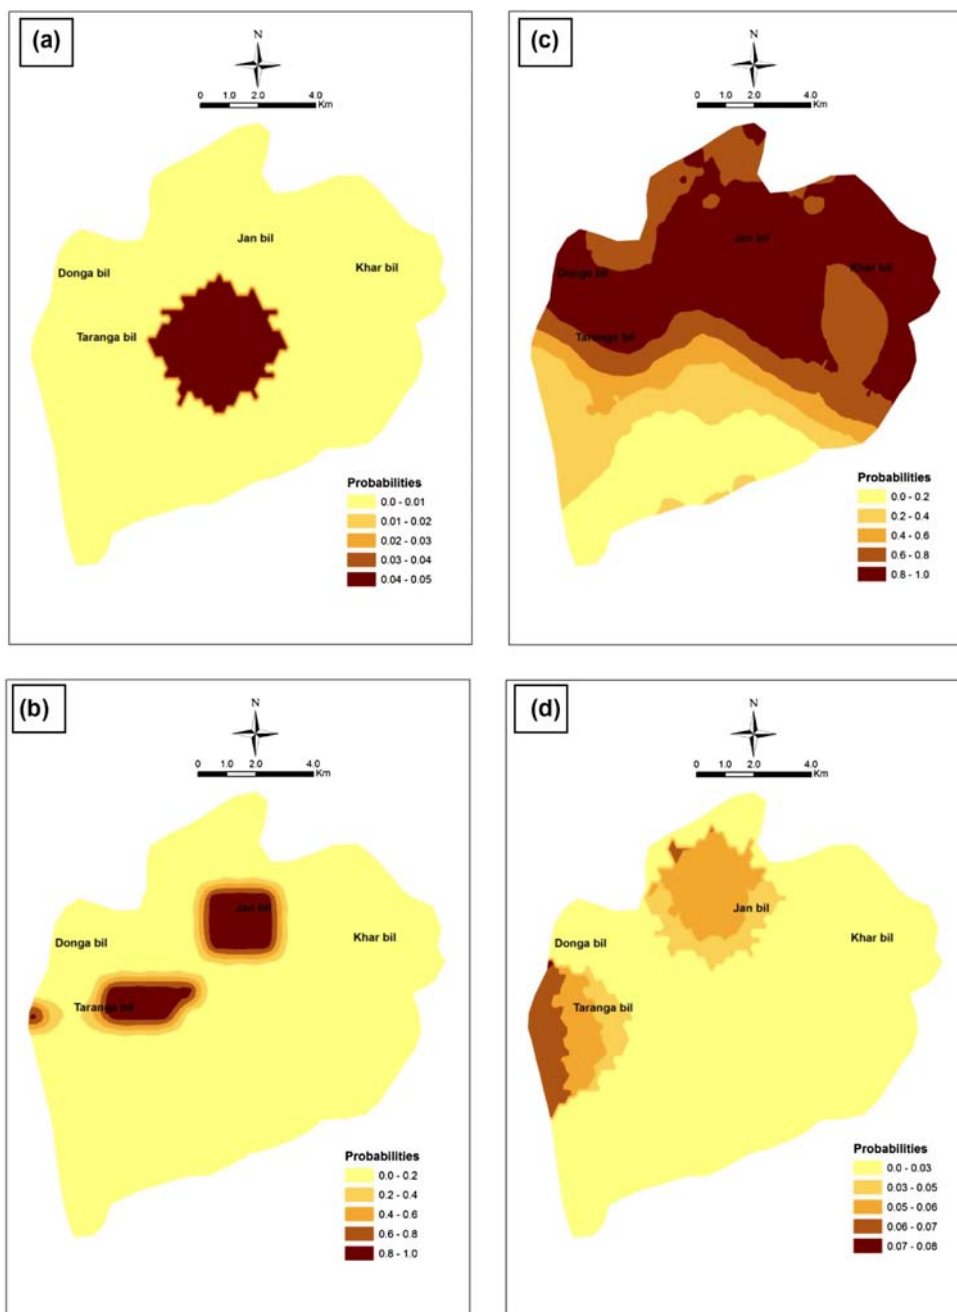 (a)
N
0 1.0 2.0 4.0
Km
Jan bil
Donga bil
Khar bil
Taranga bil
Probabilities
0.0 - 0.01
0.01 - 0.02
0.02 - 0.03
0.03 - 0.04
0.04 - 0.05
(c)
N
0 1.0 2.0 4.0
Km
Jan bil
Donga bil
Khar bil
Taranga bil
Probabilities
0.0 - 0.2
0.2 - 0.4
0.4 - 0.6
0.6 - 0.8
0.8 - 1.0
(b)
N
0 1.0 2.0 4.0
Km
Jan bil
Donga bil
Khar bil
Taranga bil
Probabilities
0.0 - 0.2
0.2 - 0.4
0.4 - 0.6
0.6 - 0.8
0.8 - 1.0
(d)
N
0 1.0 2.0 4.0
Km
Jan bil
Donga bil
Khar bil
Taranga bil
Probabilities
0.0 - 0.03
0.03 - 0.05
0.05 - 0.06
0.06 - 0.07
0.07 - 0.08